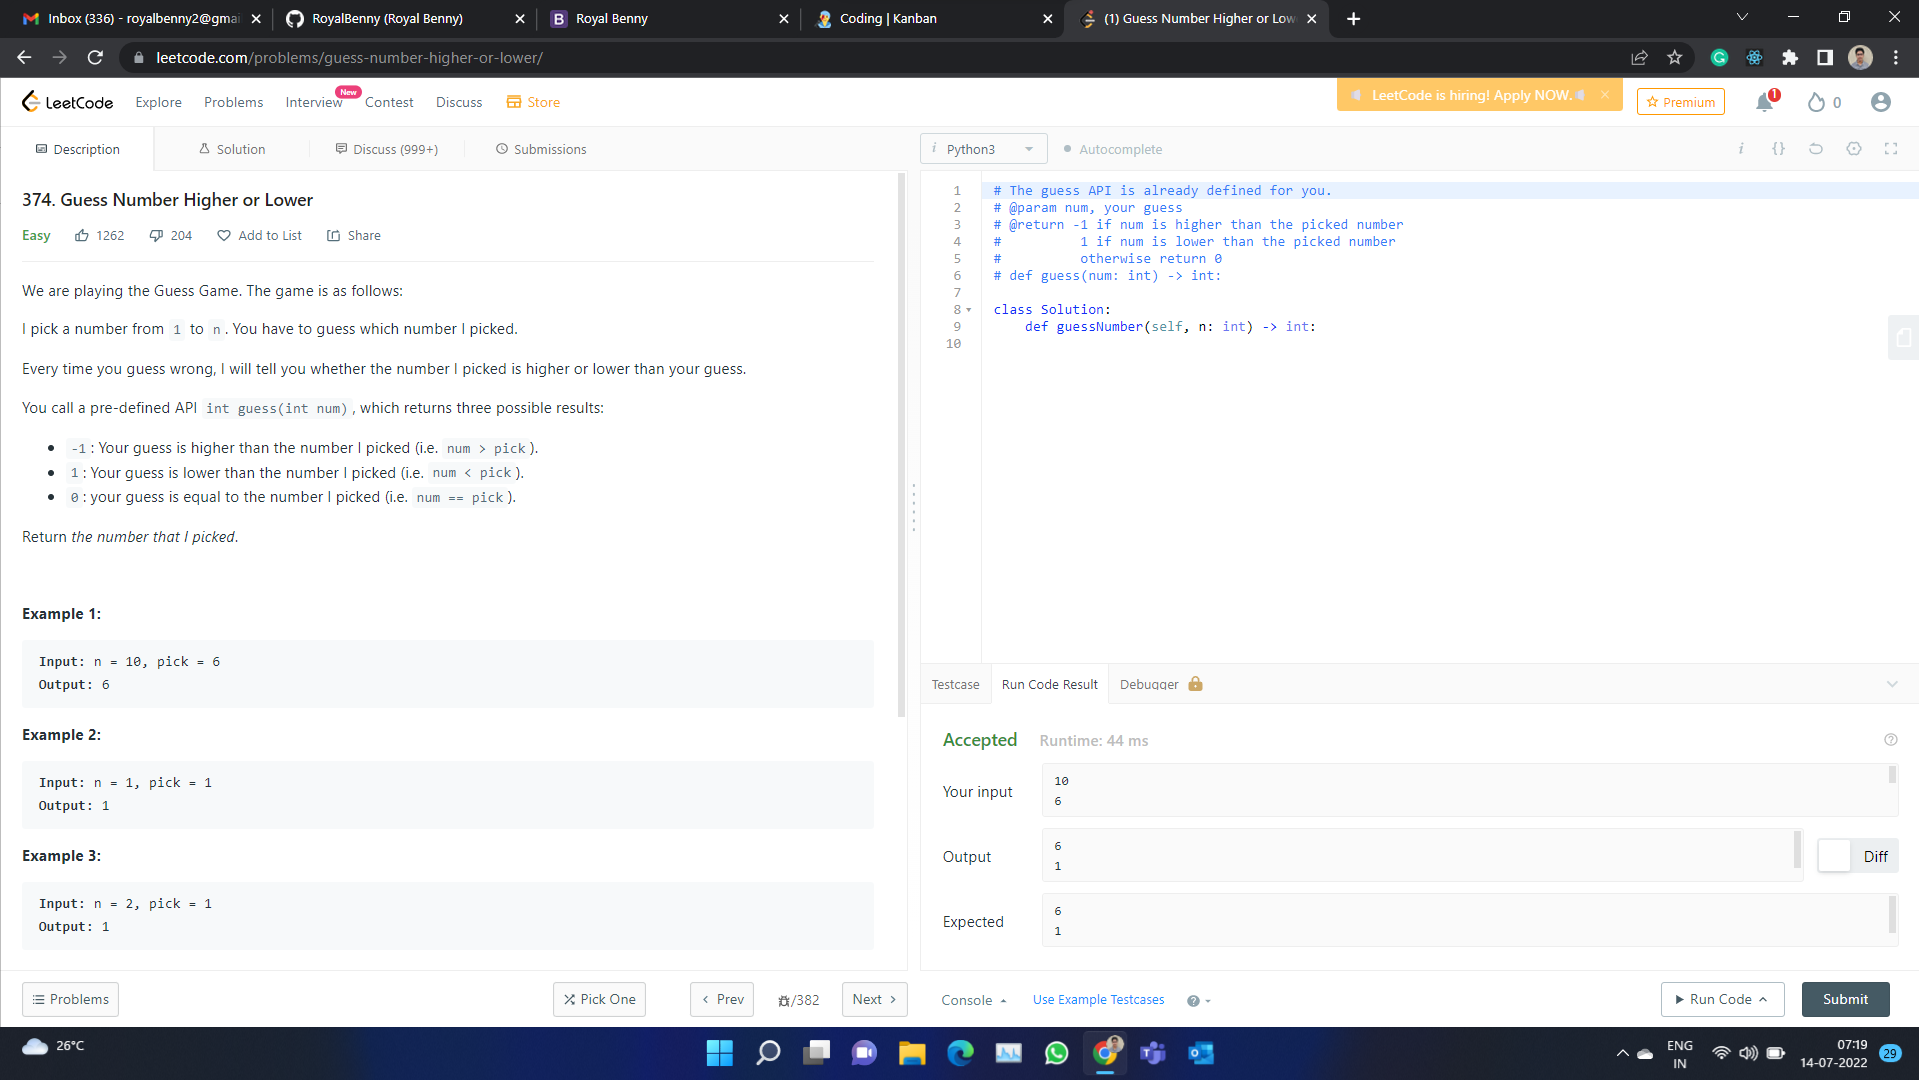 Inbox (336) - royalbenny2@gmai
RoyalBenny (Royal Benny)
Royal Benny
Coding | Kanban
(1) Guess Number Higher or Low
leetcode.com/problems/guess-number-higher-or-lower/
LeetCode
Explore
Problems
Interview
New
Contest
Discuss
Store
LeetCode is hiring! Apply NOW.
Premium
1
0
Description
Solution
Discuss (999+)
Submissions
i Python3
Autocomplete
374. Guess Number Higher or Lower
Easy
1262
204
Add to List
Share
We are playing the Guess Game. The game is as follows:
I pick a number from 1 to n. You have to guess which number I picked.
Every time you guess wrong, I will tell you whether the number I picked is higher or lower than your guess.
You call a pre-defined API int guess(int num), which returns three possible results:
-1: Your guess is higher than the number I picked (i.e. num > pick).
1: Your guess is lower than the number I picked (i.e. num < pick).
0: your guess is equal to the number I picked (i.e. num == pick).
Return the number that I picked.
Example 1:
Input: n = 10, pick = 6
Output: 6
Example 2:
Input: n = 1, pick = 1
Output: 1
Example 3:
Input: n = 2, pick = 1
Output: 1
Problems
Pick One
Prev
/382
Next
1 # The guess API is already defined for you.
2 # @param num, your guess
3 # @return -1 if num is higher than the picked number
4 #          1 if num is lower than the picked number
5 #          otherwise return 0
6 # def guess(num: int) -> int:
7
8 class Solution:
9     def guessNumber(self, n: int) -> int:
10
Testcase
Run Code Result
Debugger
Accepted
Runtime: 44 ms
Your input
10
6
Output
6
1
Diff
Expected
6
1
Console
Use Example Testcases
Run Code
Submit
26°C
ENG
IN
07:19
14-07-2022
29